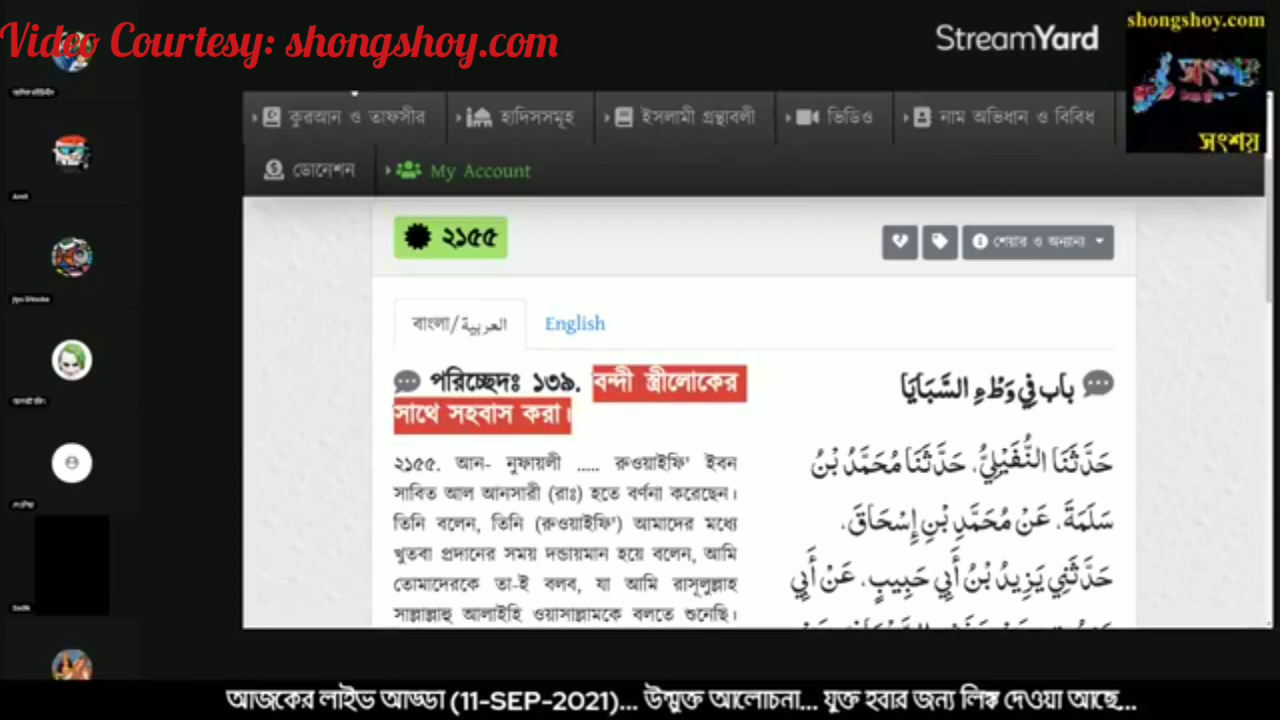 Video Courtesy: shongshoy.com
StreamYard
shongshoy.com
সংশয়
সংশয়
কুরআন ও তাফসীর
হাদিসসমূহ
ইসলামী গ্রন্থাবলী
ভিডিও
নাম অভিধান ও বিবিধ
ডোনেশন
My Account
২১৫৫
শেয়ার ও অন্যান্য
বাংলা/العربية
English
পরিচ্ছেদঃ ১৩৯. বন্দী স্ত্রীলোকের
সাথে সহবাস করা।
২১৫৫. আন- নুফায়লী ..... রুওয়াইফি' ইবন
সাবিত আল আনসারী (রাঃ) হতে বর্ণনা করেছেন।
তিনি বলেন, তিনি (রুওয়াইফি') আমাদের মধ্যে
খুতবা প্রদানের সময় দন্ডায়মান হয়ে বলেন, আমি
তোমাদেরকে তা-ই বলব, যা আমি রাসূলুল্লাহ
সাল্লাল্লাহু আলাইহি ওয়াসাল্লামকে বলতে শুনেছি।
باب فِي وَطْءِ السَّبَايَا
حَدَّثَنَا النُّفَيْلِيُّ، حَدَّثَنَا مُحَمَّدُ بْنُ
سَلَمَةَ، عَنْ مُحَمَّدِ بْنِ إِسْحَاقَ،
حَدَّثَنِي يَزِيدُ بْنُ أَبِي حَبِيبٍ، عَنْ أَبِي
Amit
Sadik
আজকের লাইভ আড্ডা (11-SEP-2021)... উন্মুক্ত আলোচনা... যুক্ত হবার জন্য লিঙ্ক দেওয়া আছে...